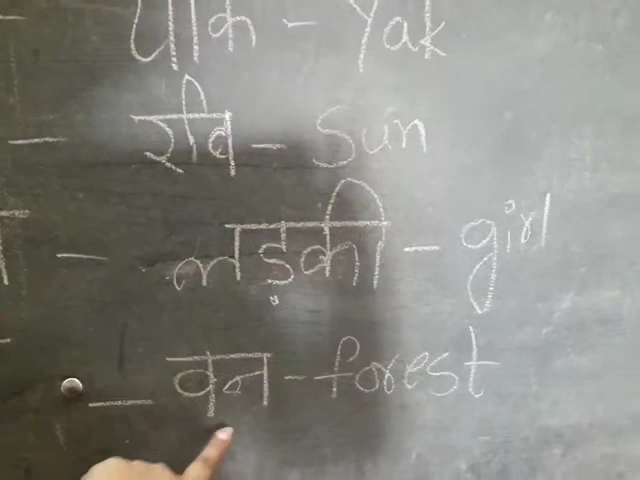 याक - Yak
- रवि - Sun
- लड़की - girl
- वन - forest